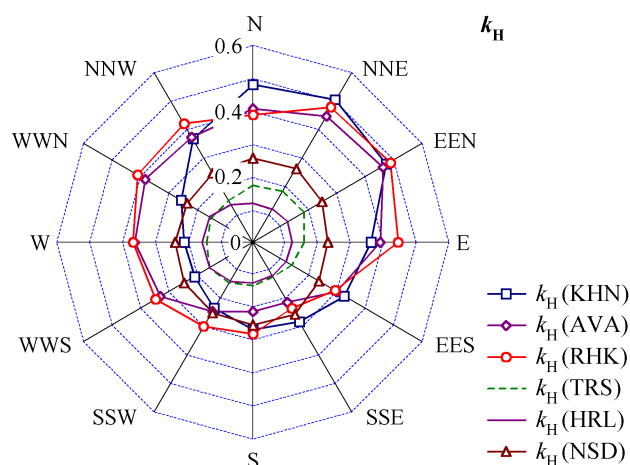 N
k_H
0.6
NNW
NNE
0.4
WWN
EEN
0.2
W
0
E
WWS
EES
SSW
SSE
S
k_H (KHN)
k_H (AVA)
k_H (RHK)
k_H (TRS)
k_H (HRL)
k_H (NSD)